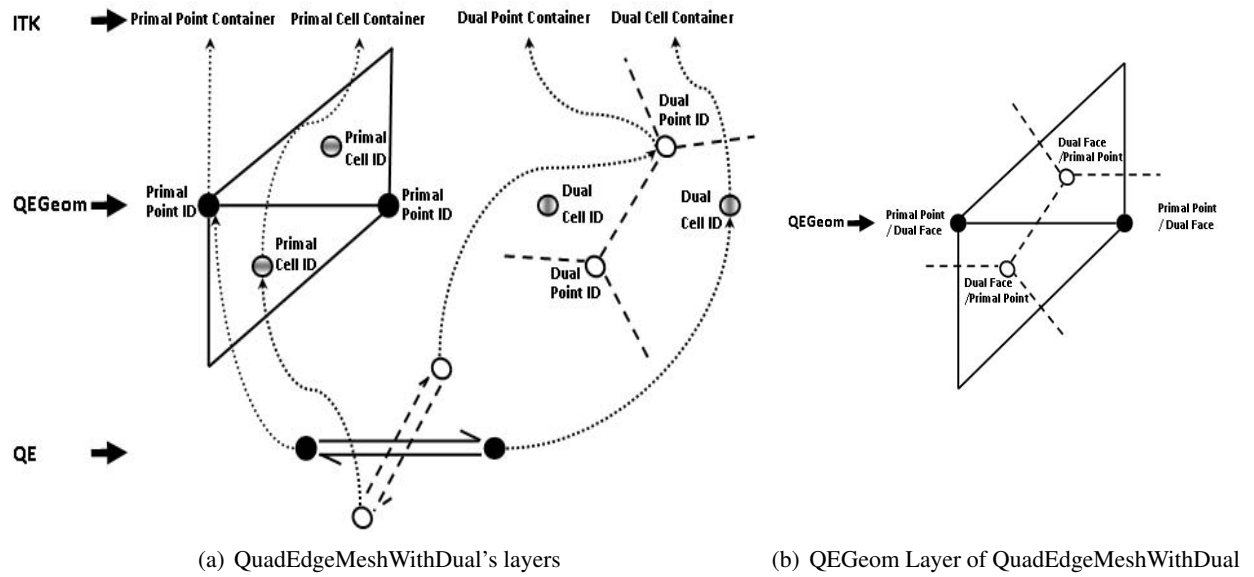 ITK
Primal Point Container
Primal Cell Container
Dual Point Container
Dual Cell Container
Dual
Point ID
Primal
Cell ID
QEGeom
Primal
Point ID
Primal
Point ID
Dual
Cell ID
Dual
Cell ID
Primal
Cell ID
Dual
Point ID
QE
(a) QuadEdgeMeshWithDual's layers
Dual Face
/Primal Point
QEGeom
Primal Point
/ Dual Face
Primal Point
/ Dual Face
Dual Face
/Primal Point
(b) QEGeom Layer of QuadEdgeMeshWithDual